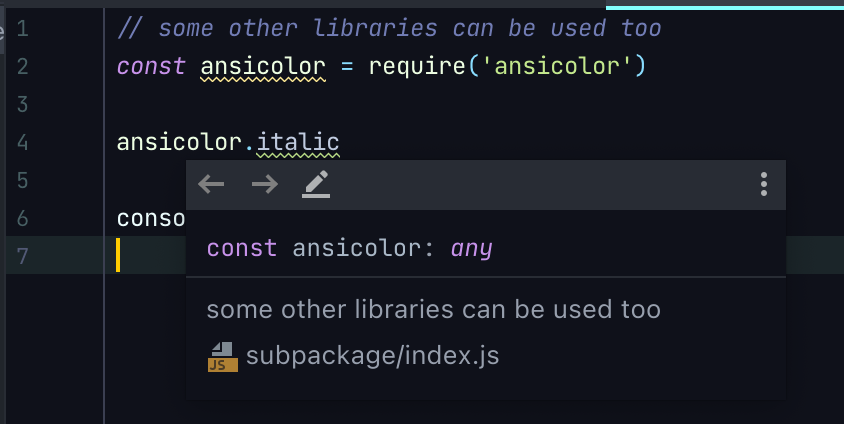 1 // some other libraries can be used too
2 const ansicolor = require('ansicolor')
3
4 ansicolor.italic
5
6 conso
7
const ansicolor: any
some other libraries can be used too
JS subpackage/index.js